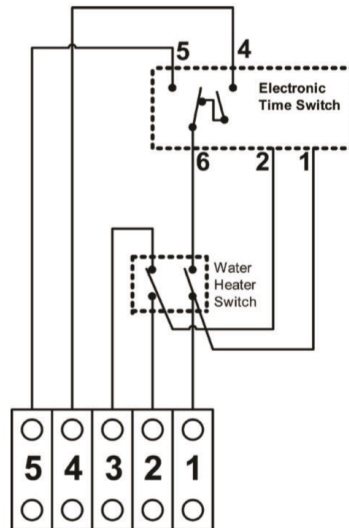 5 4
Electronic
Time Switch
6 2 1
Water
Heater
Switch
5 4 3 2 1